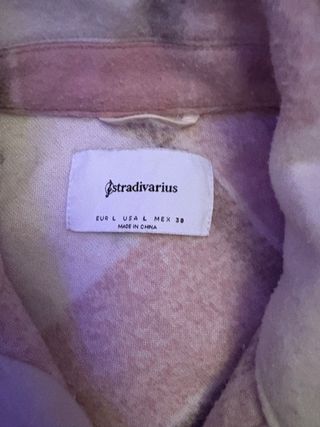 stradivarius
EUR L USA L MEX 30
MADE IN CHINA